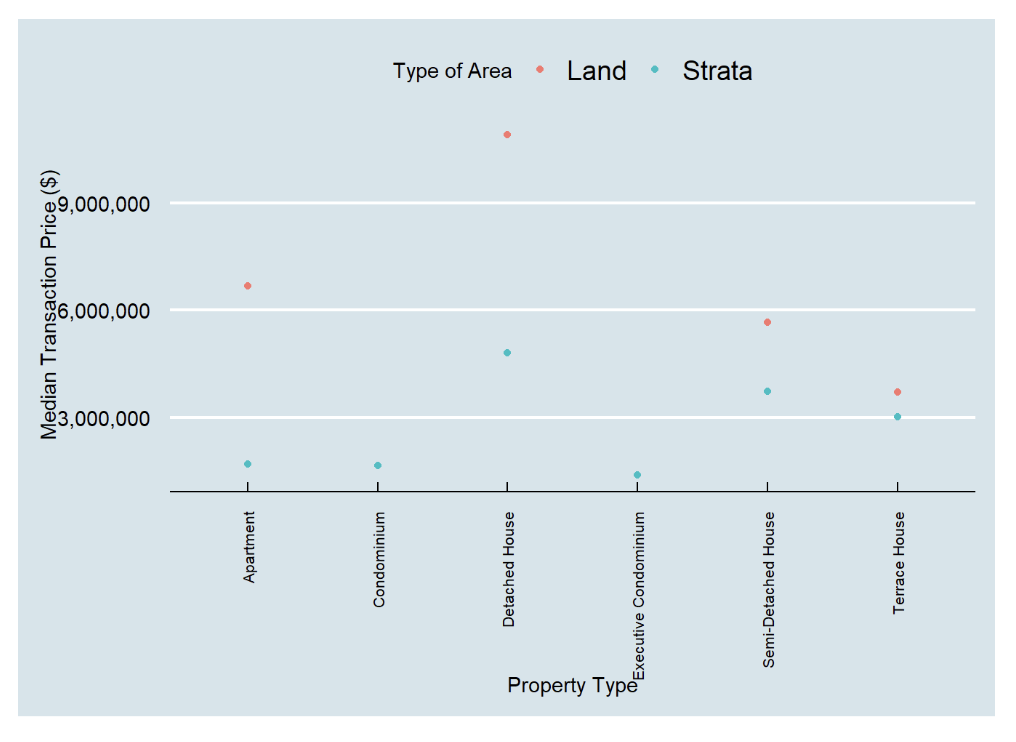 Type of Area Land Strata
Median Transaction Price ($)
9,000,000
6,000,000
3,000,000
Apartment
Condominium
Detached House
Executive Condominium
Semi-Detached House
Terrace House
Property Type